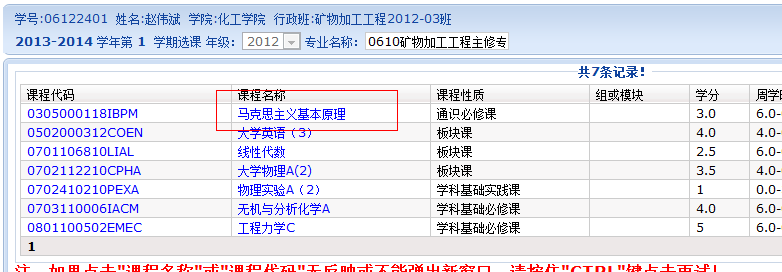 学号:06122401 姓名:赵伟斌 学院:化工学院 行政班:矿物加工工程2012-03班
2013-2014 学年第 1 学期选课 年级: 2012 专业名称: 0610矿物加工工程主修专
共7条记录!
课程代码 课程名称 课程性质 组或模块 学分 周学
0305000118IBPM 马克思主义基本原理 通识必修课 3.0 6.0-
0502000312COEN 大学英语（3） 板块课 4.0 4.0-
0701106810LIAL 线性代数 板块课 2.5 6.0-
0702112210CPHA 大学物理A(2) 板块课 3.5 4.0-
0702410210PEXA 物理实验A（2） 学科基础实践课 1 0.0-
0703110006IACM 无机与分析化学A 学科基础必修课 4.0 6.0-
0801100502EMEC 工程力学C 学科基础必修课 5 6.0-
1
注：如果点击"课程名称"或"课程代码"无反映或不能弹出新窗口，请按住"CTRL"键点击再试!